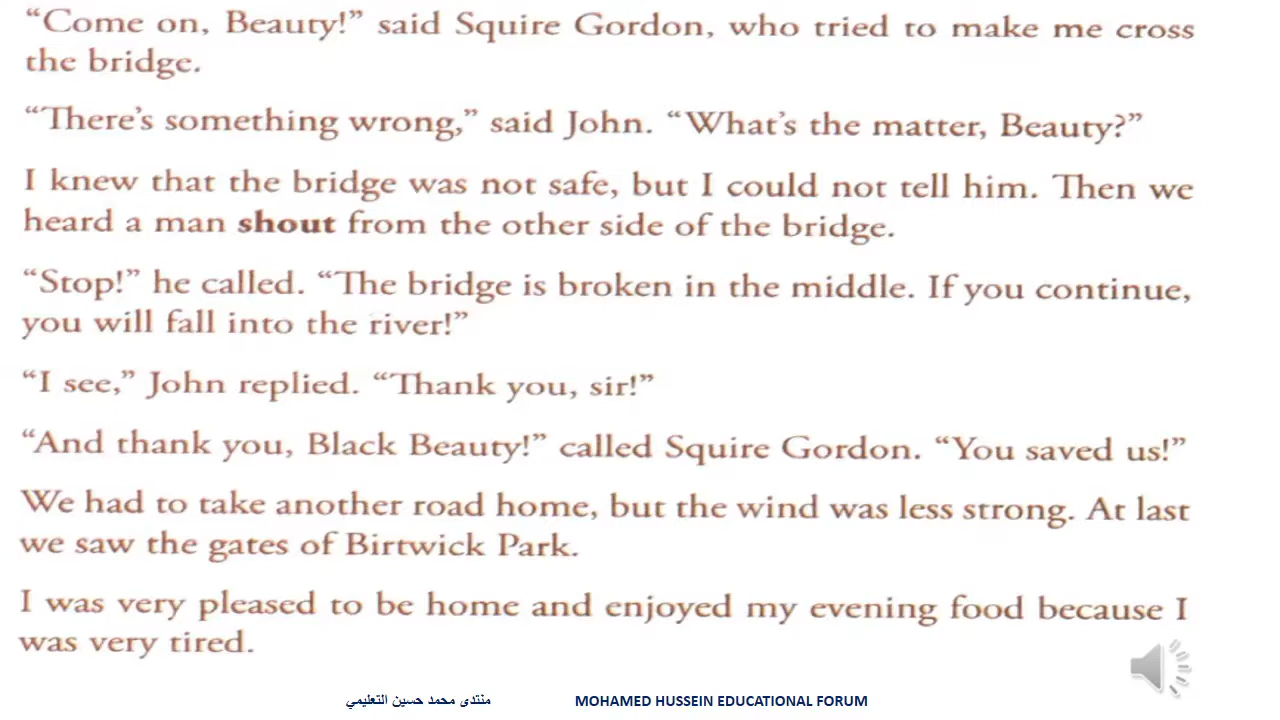 “Come on, Beauty!” said Squire Gordon, who tried to make me cross
the bridge.
“There’s something wrong,” said John. “What’s the matter, Beauty?”
I knew that the bridge was not safe, but I could not tell him. Then we
heard a man shout from the other side of the bridge.
“Stop!” he called. “The bridge is broken in the middle. If you continue,
you will fall into the river!”
“I see,” John replied. “Thank you, sir!”
“And thank you, Black Beauty!” called Squire Gordon. “You saved us!”
We had to take another road home, but the wind was less strong. At last
we saw the gates of Birtwick Park.
I was very pleased to be home and enjoyed my evening food because I
was very tired.
منتدى محمد حسين التعليمي MOHAMED HUSSEIN EDUCATIONAL FORUM